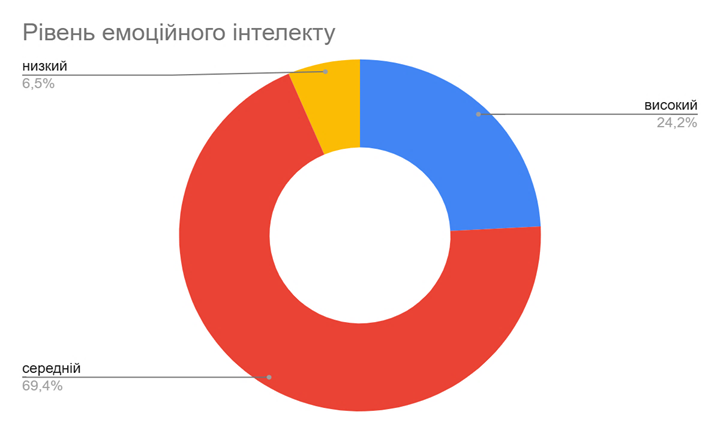 Рівень емоційного інтелекту
низкий
6,5%
високий
24,2%
середній
69,4%